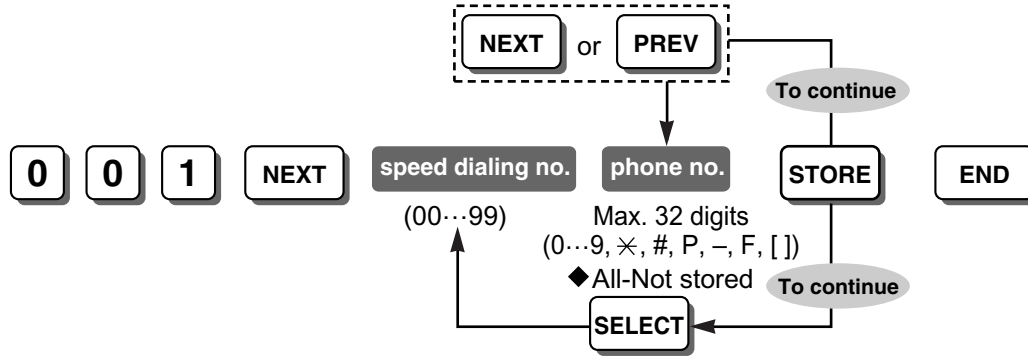 NEXT or PREV
To continue
0 0 1 NEXT speed dialing no. phone no. STORE END
(00···99) Max. 32 digits
(0···9, ✳, #, P, –, F, [ ])
◆All-Not stored
To continue
SELECT